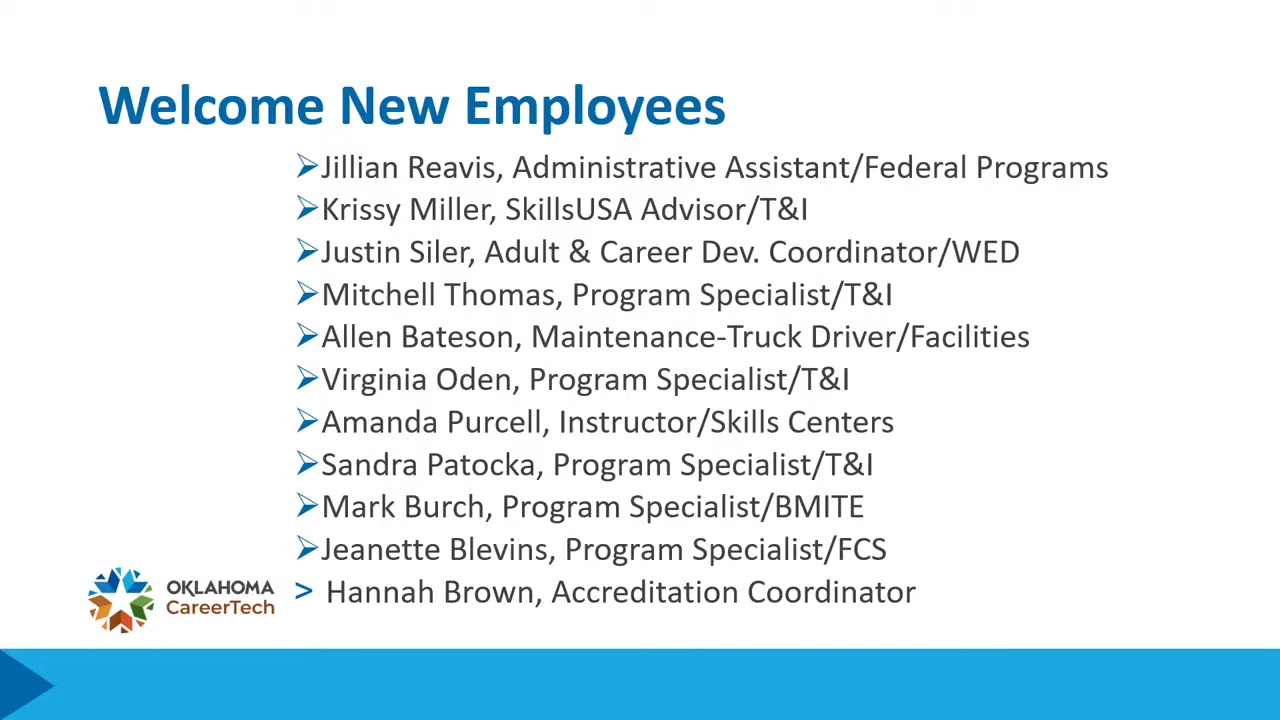 Welcome New Employees
➢Jillian Reavis, Administrative Assistant/Federal Programs
➢Krissy Miller, SkillsUSA Advisor/T&I
➢Justin Siler, Adult & Career Dev. Coordinator/WED
➢Mitchell Thomas, Program Specialist/T&I
➢Allen Bateson, Maintenance-Truck Driver/Facilities
➢Virginia Oden, Program Specialist/T&I
➢Amanda Purcell, Instructor/Skills Centers
➢Sandra Patocka, Program Specialist/T&I
➢Mark Burch, Program Specialist/BMITE
➢Jeanette Blevins, Program Specialist/FCS
> Hannah Brown, Accreditation Coordinator
OKLAHOMA
CareerTech